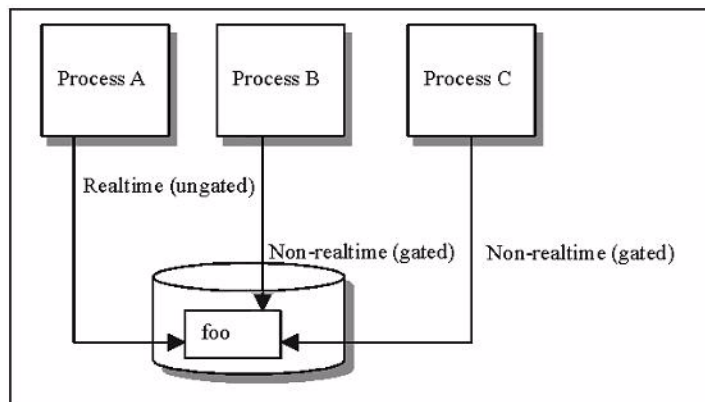 Process A
Process B
Process C
Realtime (ungated)
Non-realtime (gated)
Non-realtime (gated)
foo